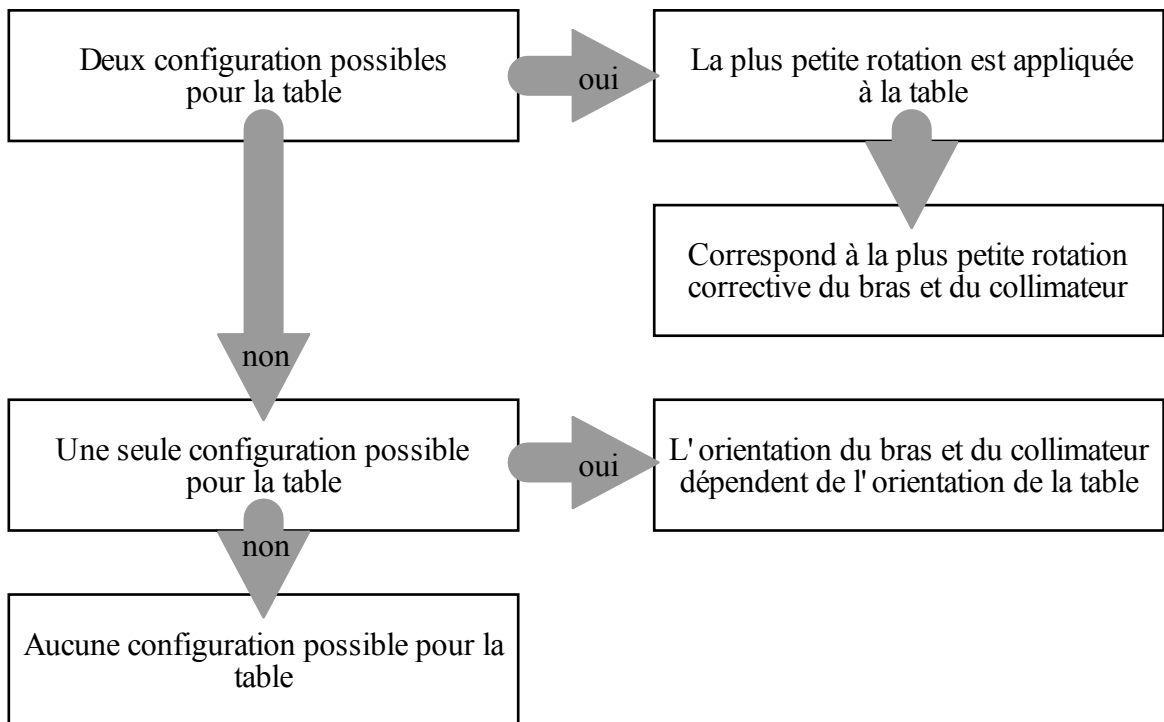 Deux configuration possibles
pour la table
oui
La plus petite rotation est appliquée
à la table
Correspond à la plus petite rotation
corrective du bras et du collimateur
non
Une seule configuration possible
pour la table
oui
L'orientation du bras et du collimateur
dépendent de l'orientation de la table
non
Aucune configuration possible pour la
table